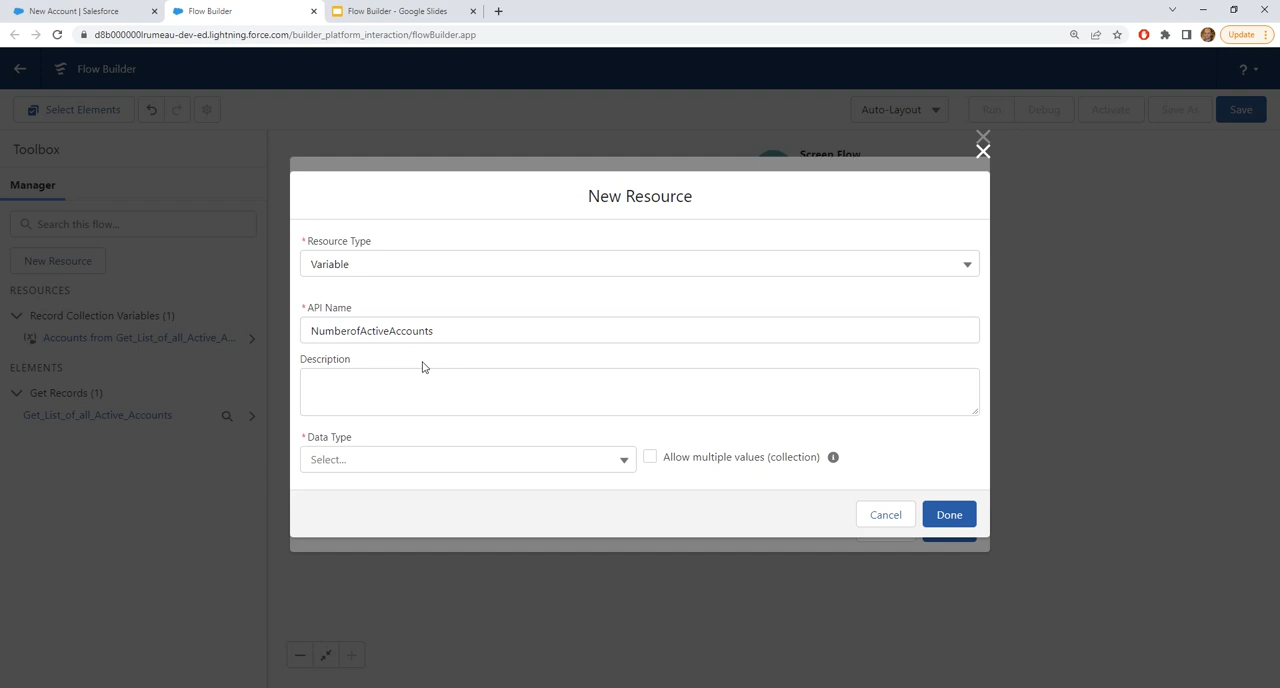 New Account | Salesforce
Flow Builder
Flow Builder - Google Slides
d8b000000lrumeau-dev-ed.lightning.force.com/builder_platform_interaction/flowBuilder.app
Update
Flow Builder
?
Select Elements
Auto-Layout
Run
Debug
Activate
Save As
Save
Toolbox
Screen Flow
Manager
Search this flow...
New Resource
RESOURCES
Record Collection Variables (1)
Accounts from Get_List_of_all_Active_A...
ELEMENTS
Get Records (1)
Get_List_of_all_Active_Accounts
New Resource
* Resource Type
Variable
* API Name
NumberofActiveAccounts
Description
* Data Type
Select...
Allow multiple values (collection)
Cancel
Done